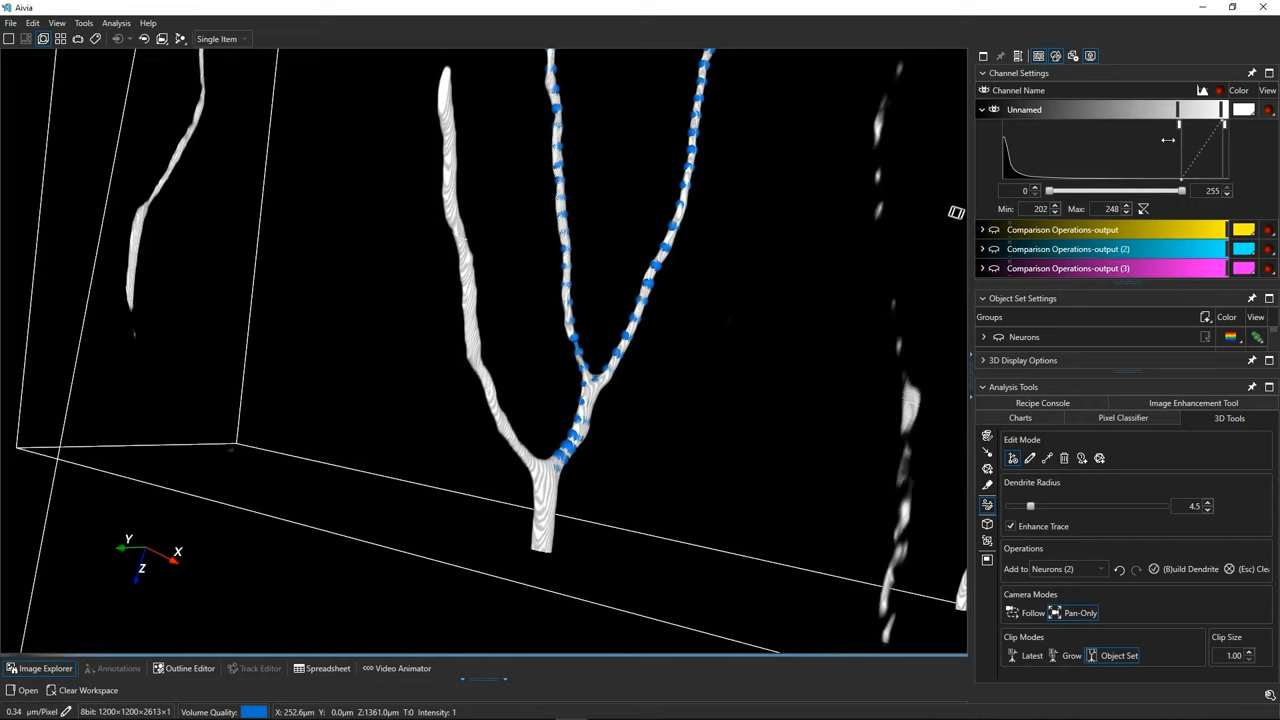 Aivia
File Edit View Tools Analysis Help
Single Item
Channel Settings
Channel Name Color View
Unnamed
0 255
Min: 202 Max: 248
Comparison Operations-output
Comparison Operations-output (2)
Comparison Operations-output (3)
Object Set Settings
Groups Color View
Neurons
3D Display Options
Analysis Tools
Recipe Console Image Enhancement Tool
Charts Pixel Classifier 3D Tools
Edit Mode
Dendrite Radius
4.5
Enhance Trace
Operations
Add to Neurons (2) (B)uild Dendrite (Esc) Clea
Camera Modes
Follow Pan-Only
Clip Modes Clip Size
Latest Grow Object Set 1.00
Y X Z
Image Explorer Annotations Outline Editor Track Editor Spreadsheet Video Animator
Open Clear Workspace
0.34 µm/Pixel 8bit: 1200×1200×2613×1 Volume Quality: X: 252.6µm Y: 0.0µm Z:1361.0µm T:0 Intensity: 1